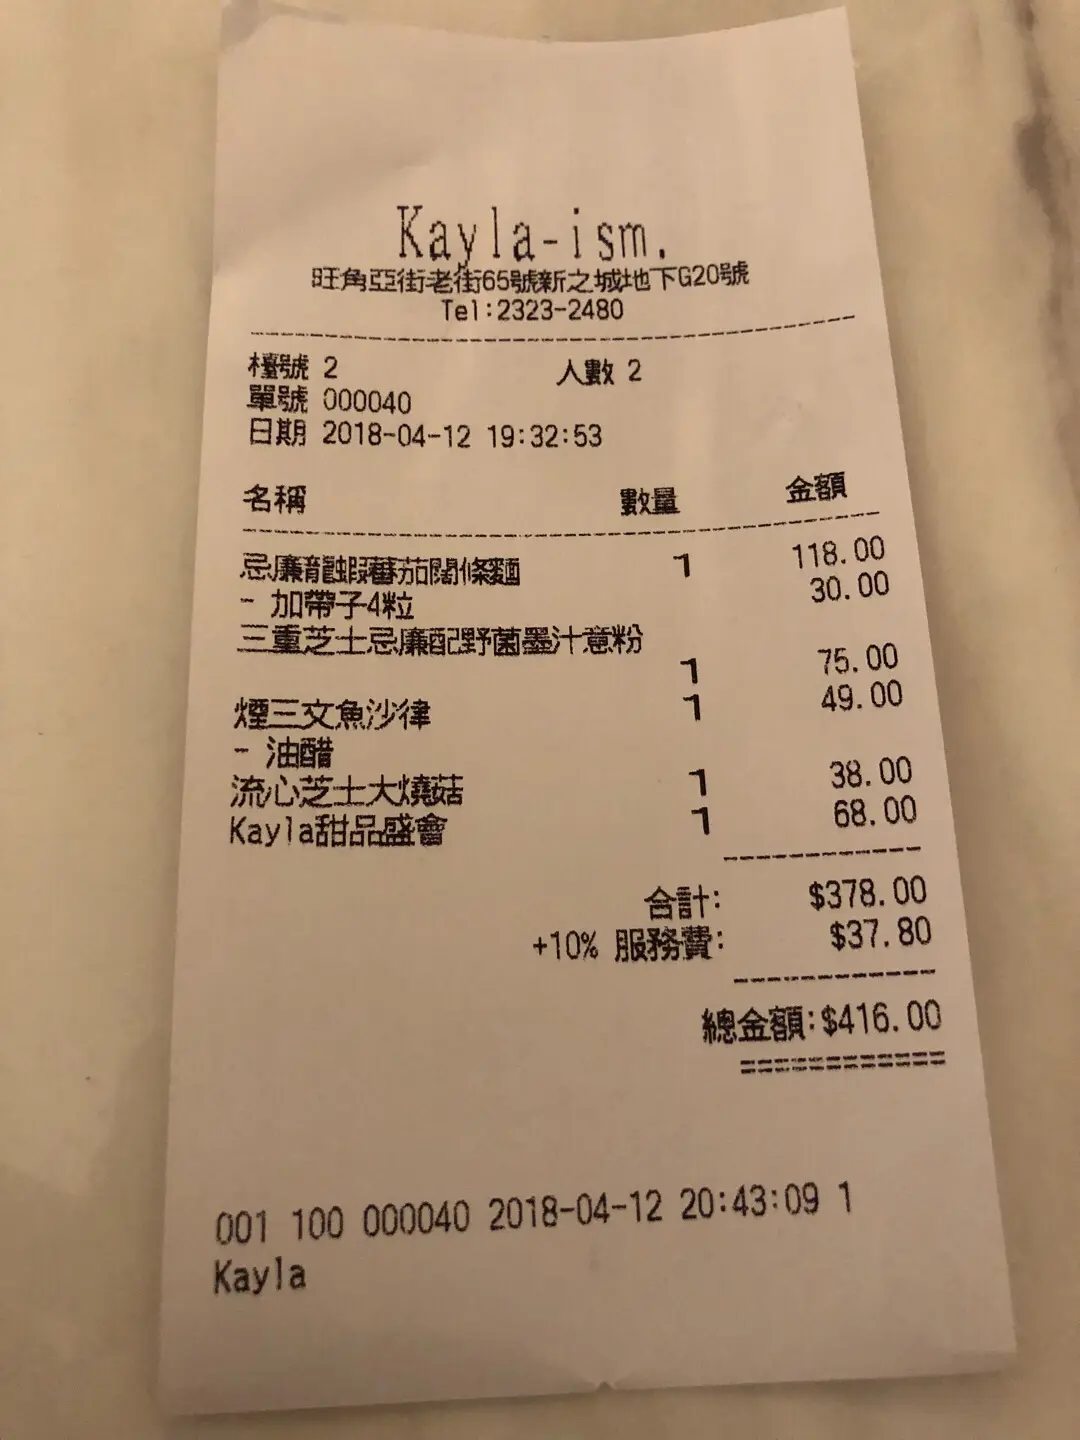 Kayla-ism.
旺角亞街老街65號新之城地下G20號
Tel:2323-2480
檯號 2 人數 2
單號 000040
日期 2018-04-12 19:32:53
名稱 數量 金額
忌廉龍蝦蕃茄闊條麵 1 118.00
- 加帶子4粒 30.00
三重芝士忌廉配野菌墨汁意粉
1 75.00
煙三文魚沙律 1 49.00
- 油醋
流心芝士大燒菇 1 38.00
Kayla甜品盛會 1 68.00
合計: $378.00
+10% 服務費: $37.80
總金額:$416.00
001 100 000040 2018-04-12 20:43:09 1
Kayla